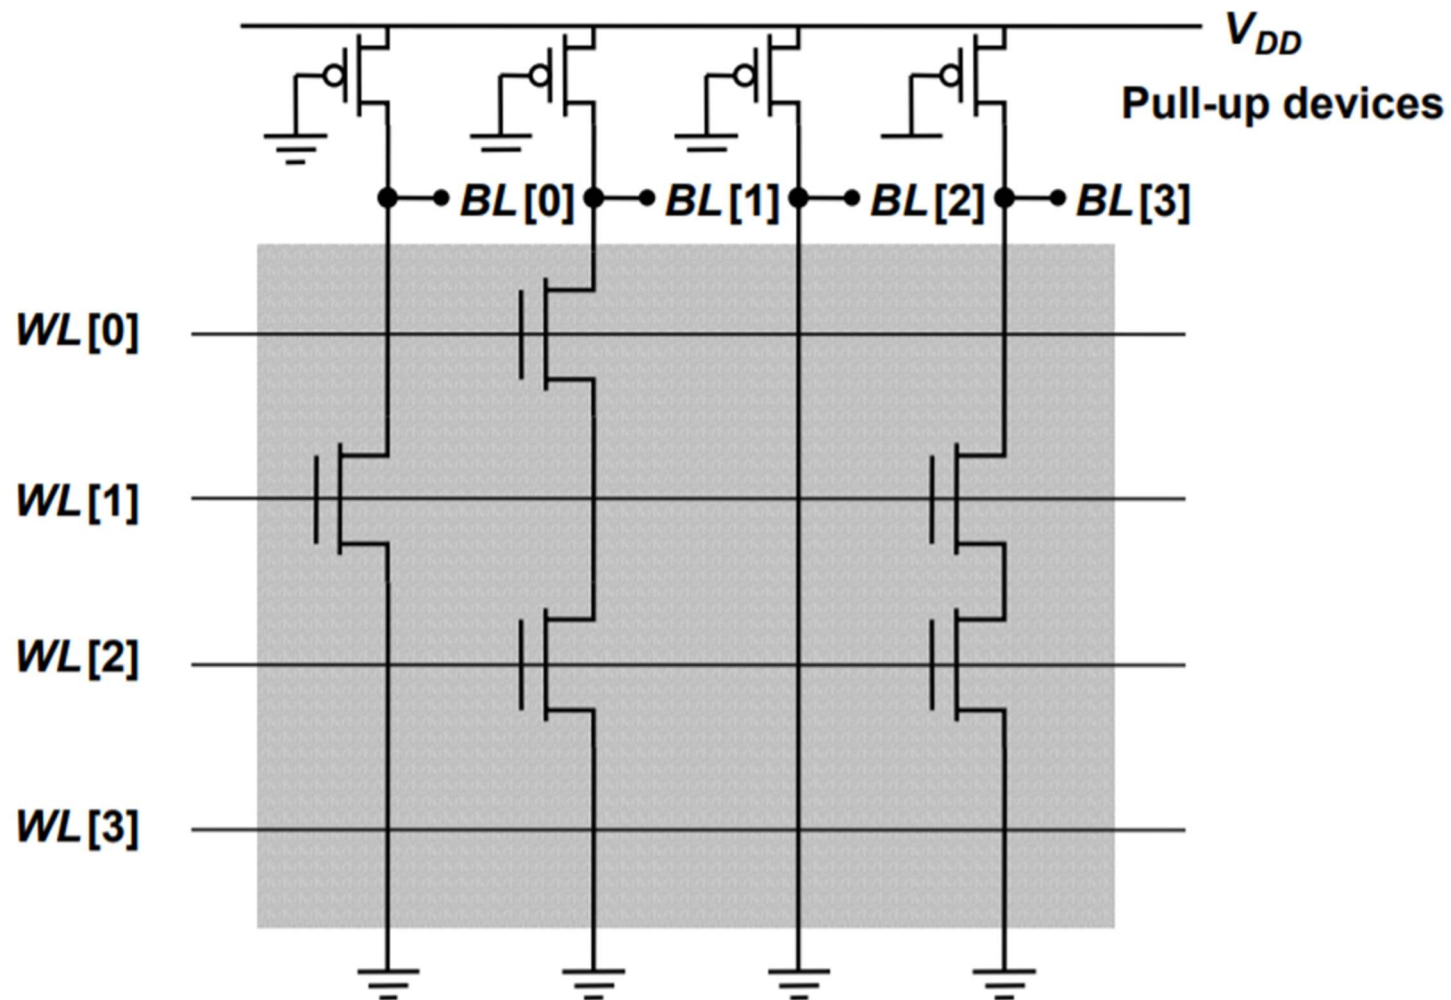 VDD
Pull-up devices
BL[0] BL[1] BL[2] BL[3]
WL[0]
WL[1]
WL[2]
WL[3]